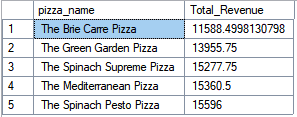 pizza_name Total_Revenue
1 The Brie Carre Pizza 11588.4998130798
2 The Green Garden Pizza 13955.75
3 The Spinach Supreme Pizza 15277.75
4 The Mediterranean Pizza 15360.5
5 The Spinach Pesto Pizza 15596